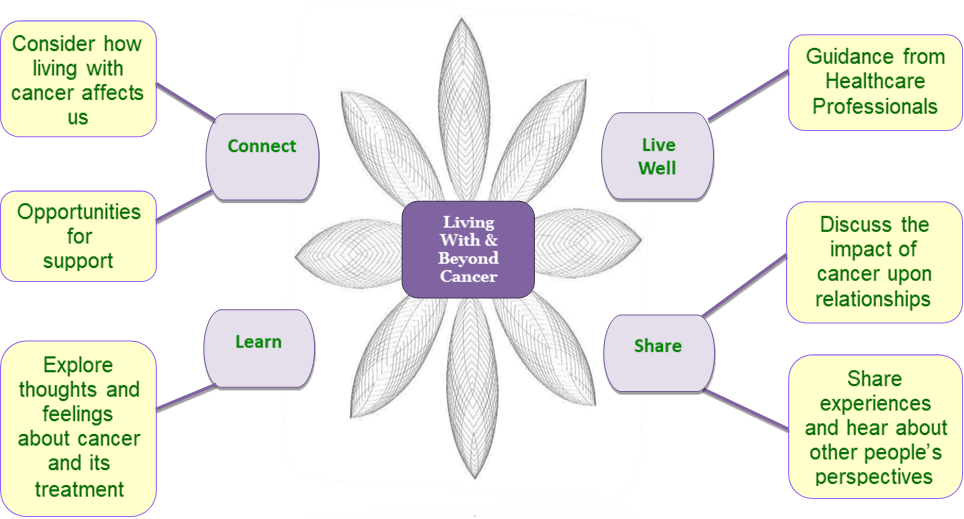 Consider how
living with
cancer affects
us
Opportunities
for
support
Connect
Learn
Explore
thoughts and
feelings
about cancer
and its
treatment
Living
With &
Beyond
Cancer
Live
Well
Guidance from
Healthcare
Professionals
Share
Discuss the
impact of
cancer upon
relationships
Share
experiences
and hear about
other people’s
perspectives